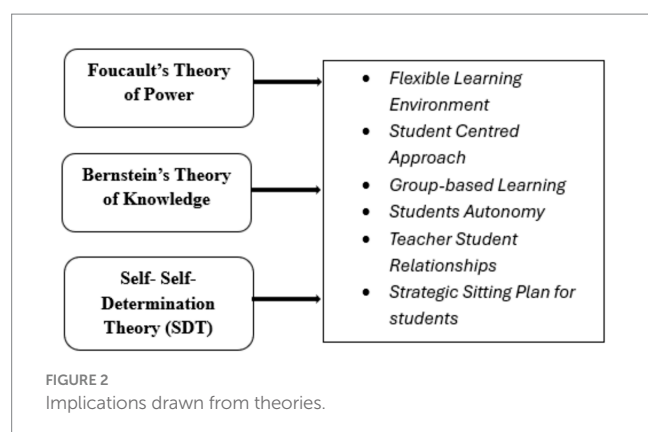 Foucault's Theory
of Power
Bernstein's Theory
of Knowledge
Self- Self-
Determination
Theory (SDT)
• Flexible Learning
Environment
• Student Centred
Approach
• Group-based Learning
• Students Autonomy
• Teacher Student
Relationships
• Strategic Sitting Plan for
students
FIGURE 2
Implications drawn from theories.